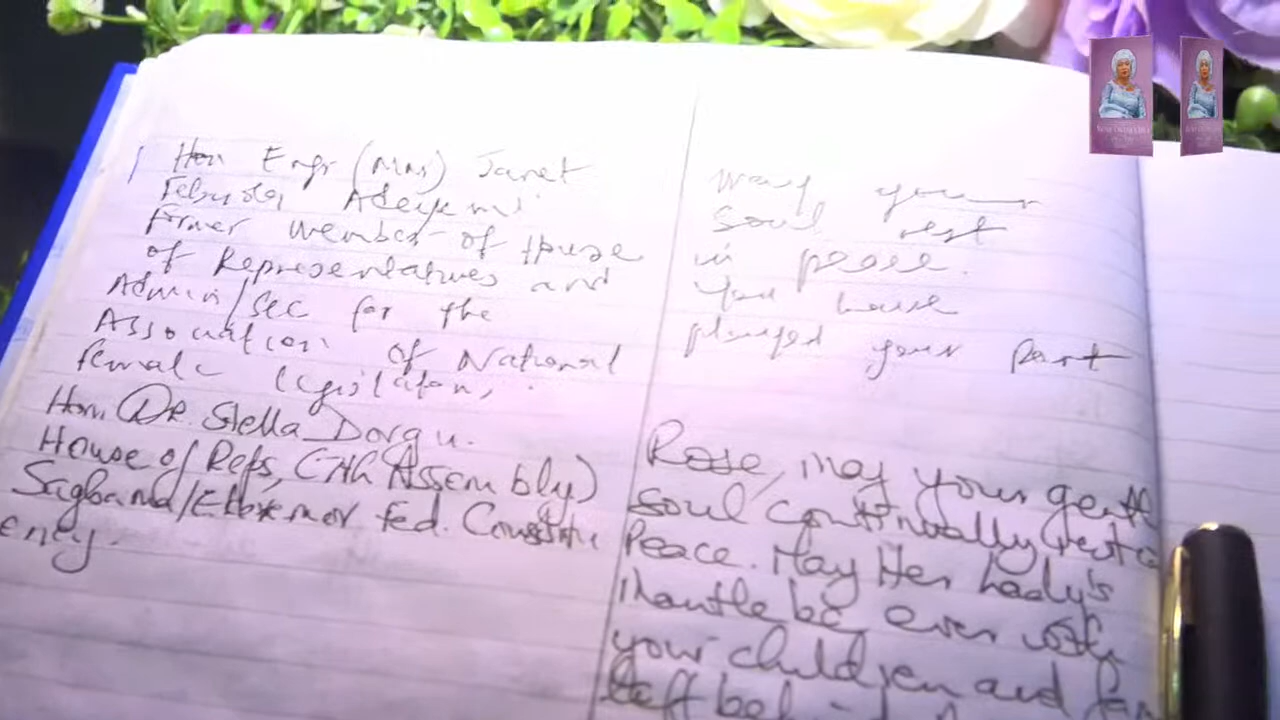 Hon Engr (Mrs) Janet
Febisola Adeyemi
Former member of House
of Representatives and
Admin/Sec for the
Association of National
female legislators,
Hon. Dr. Stella Dorgu.
House of Reps, (7th Assembly)
Sagbama/Ekeremor Fed. Constitu
ency.
may your
soul rest
in peace.
You have
played your part
Rose, may your gentle
soul continually rest
Peace. May Her Lady's
Mantle be ever with
your children and
left